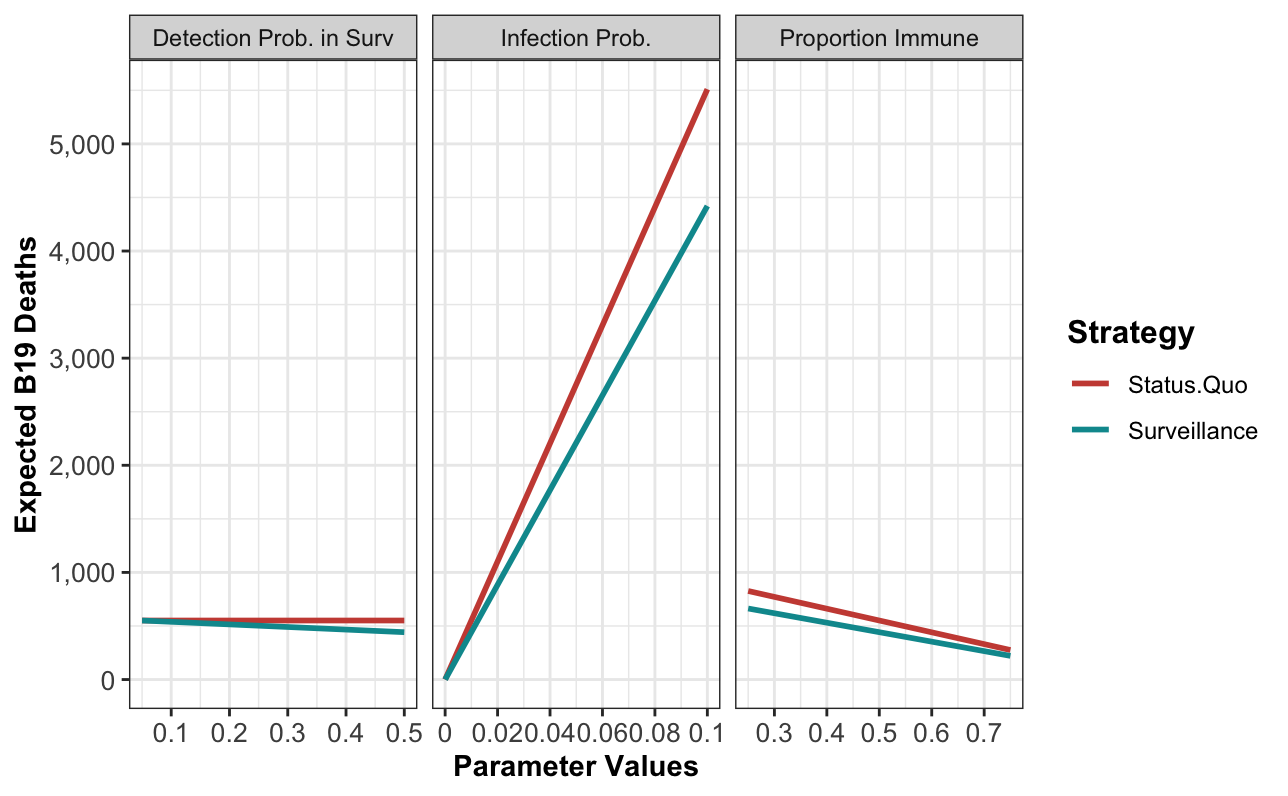 Detection Prob. in Surv Infection Prob. Proportion Immune
5,000
4,000
3,000
2,000
1,000
0
Expected B19 Deaths
0.1 0.2 0.3 0.4 0.5 0 0.02 0.04 0.06 0.08 0.1 0.3 0.4 0.5 0.6 0.7
Parameter Values
Strategy
Status.Quo
Surveillance